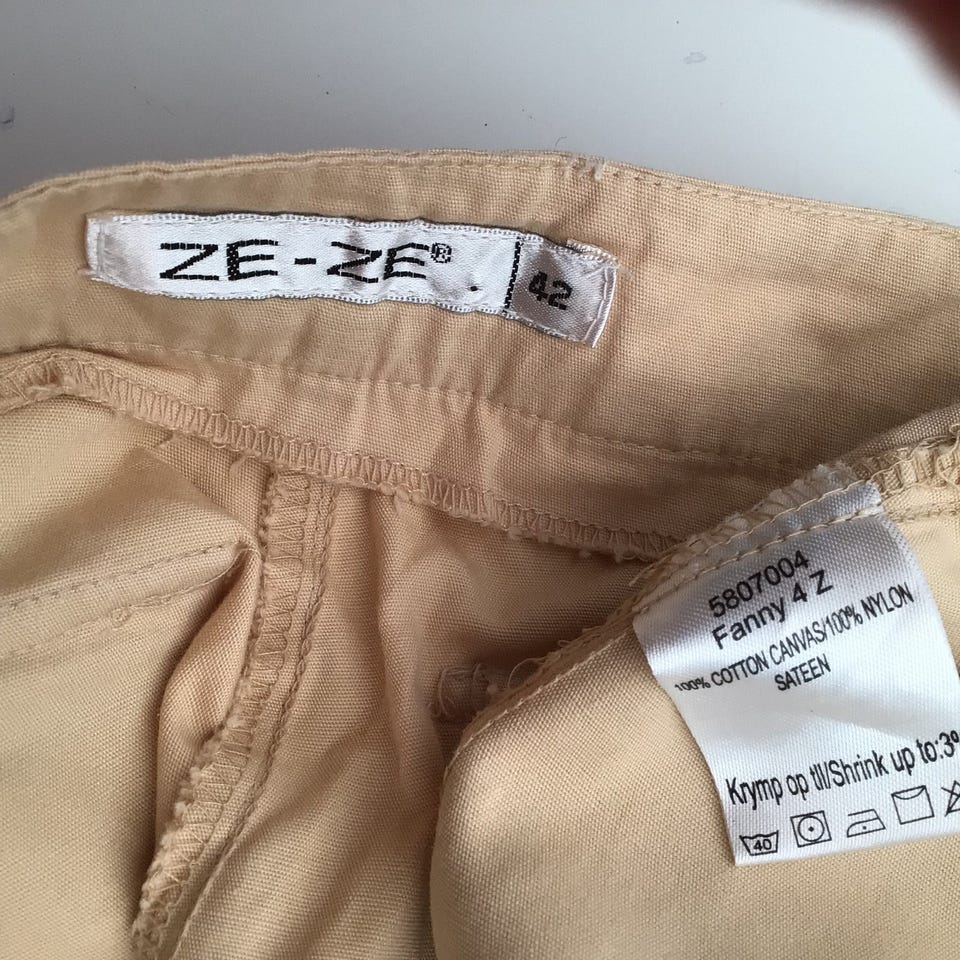 ZE-ZE®
42
5807004
Fanny 4 Z
100% COTTON CANVAS/100% NYLON
SATEEN
Krymp op til/Shrink up to:3%
40